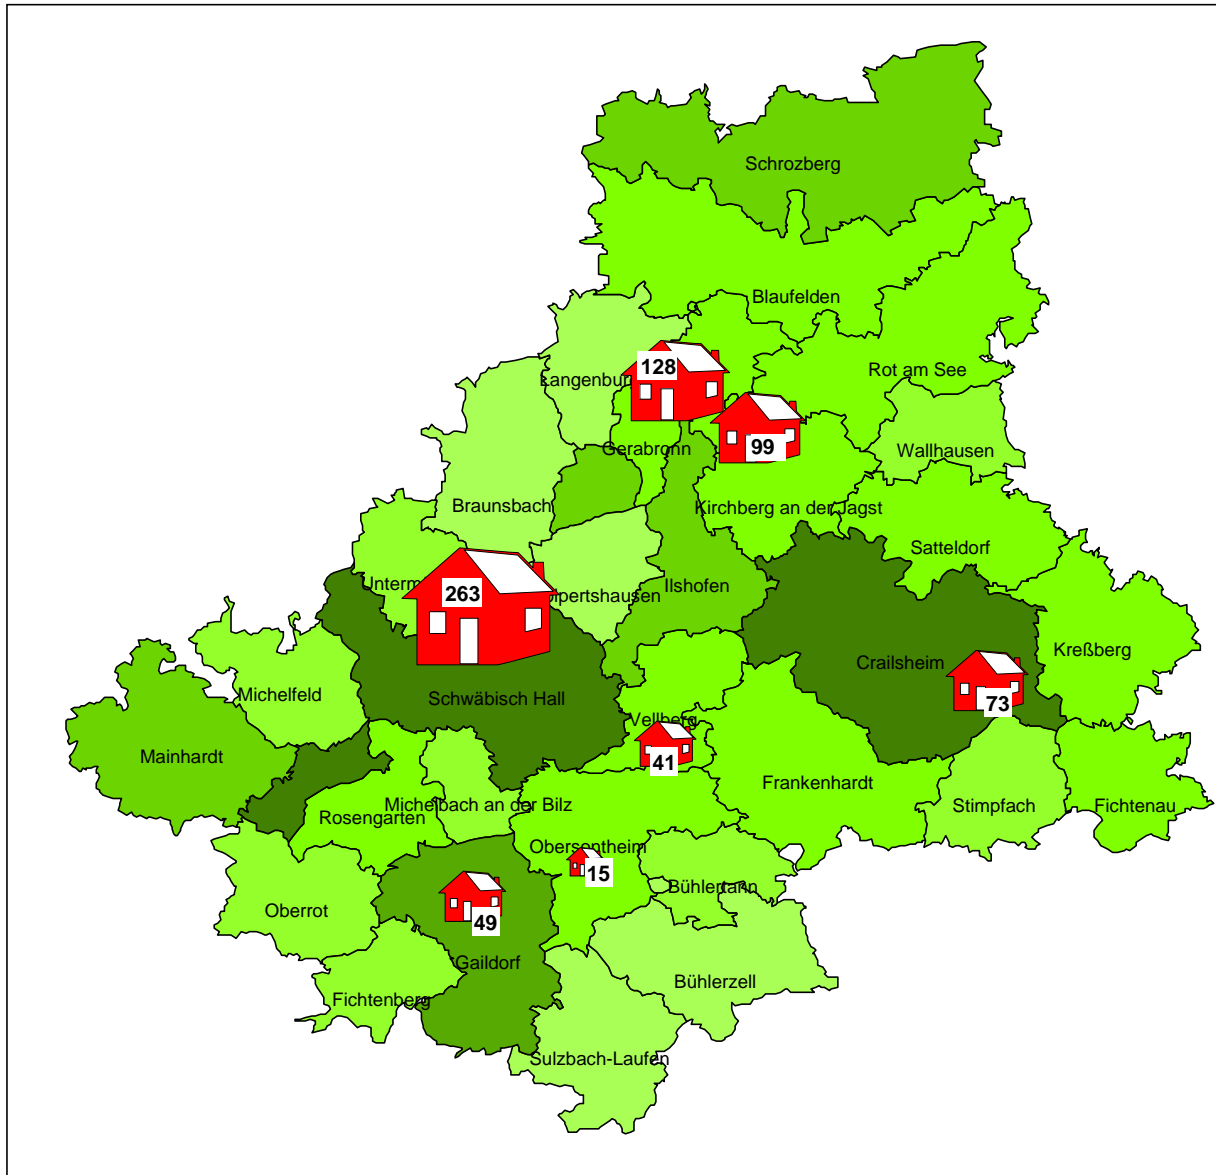 Schrozberg
Blaufelden
128
Rot am See
99
Gerabronn
Wallhausen
Braunsbach
Kirchberg an der Jagst
Satteldorf
263
Ilshofen
Kreßberg
Crailsheim
Michelfeld
Schwäbisch Hall
73
Vellberg
Mainhardt
41
Frankenhardt
Michelbach an der Bilz
Stimpfach
Fichtenau
Rosengarten
Obersontheim
15
Bühlertann
Oberrot
49
Gaildorf
Bühlerzell
Fichtenberg
Sulzbach-Laufen